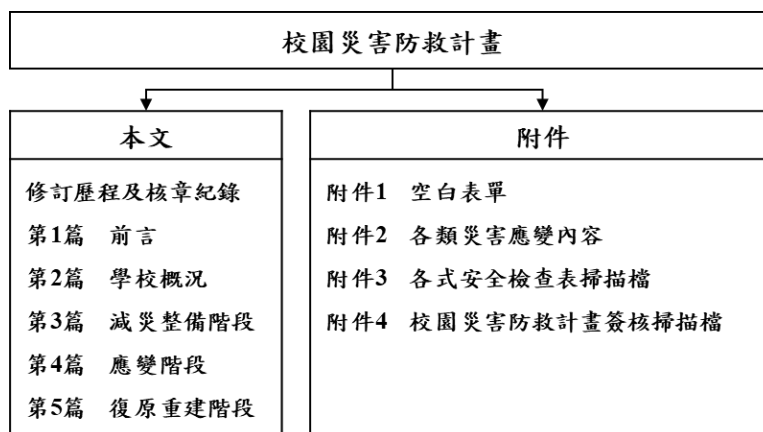 校園災害防救計畫
本文
修訂歷程及核章紀錄
第1篇 前言
第2篇 學校概況
第3篇 減災整備階段
第4篇 應變階段
第5篇 復原重建階段
附件
附件1 空白表單
附件2 各類災害應變內容
附件3 各式安全檢查表掃描檔
附件4 校園災害防救計畫簽核掃描檔